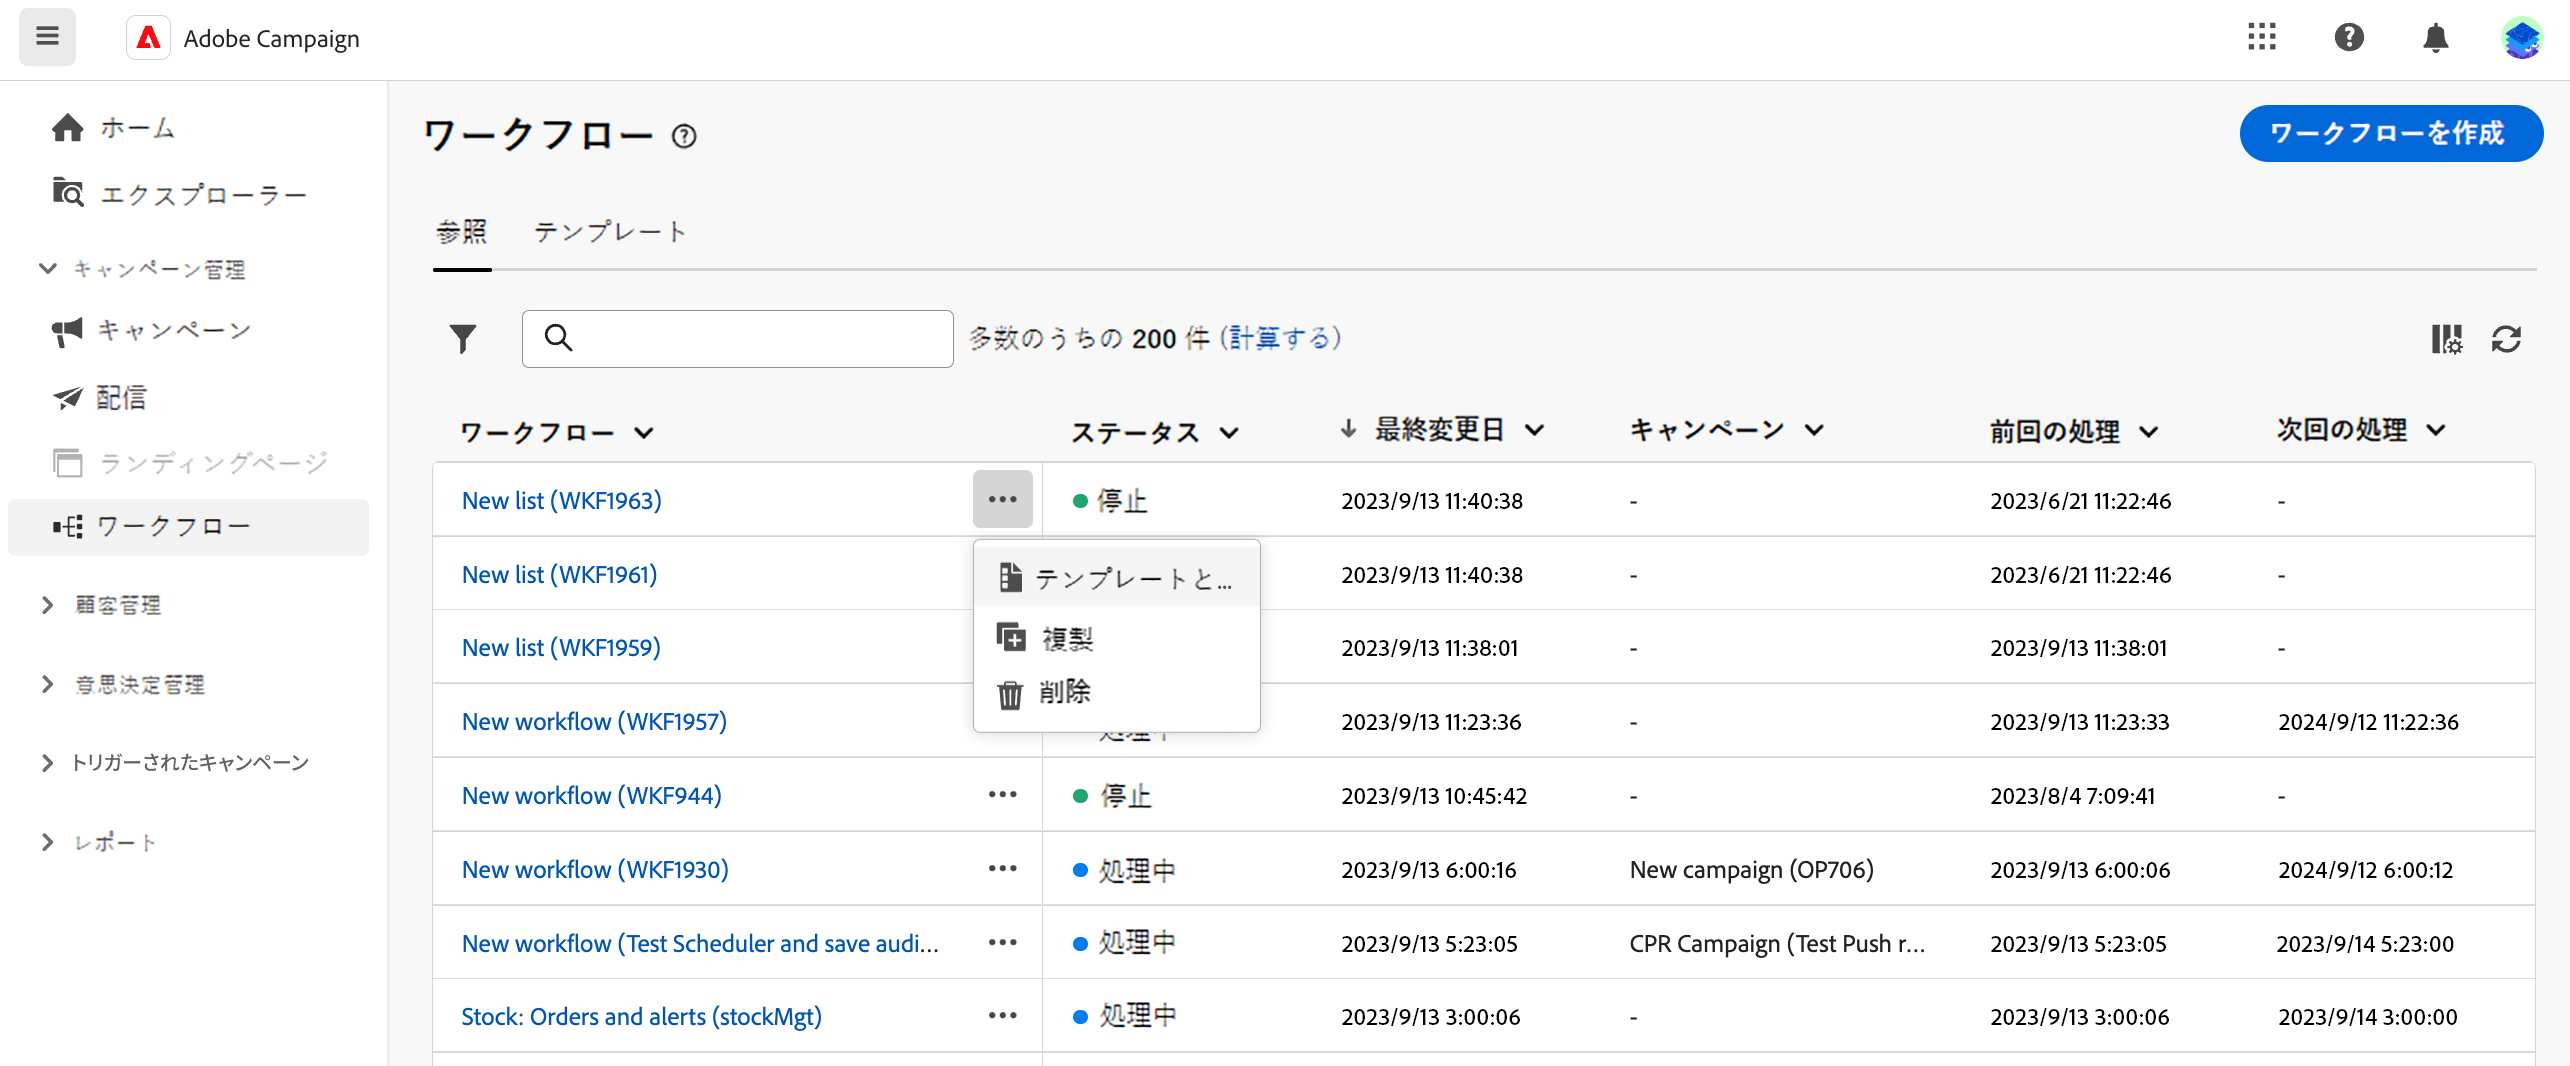 Adobe Campaign
ホーム
エクスプローラー
キャンペーン管理
キャンペーン
配信
ランディングページ
ワークフロー
顧客管理
意思決定管理
トリガーされたキャンペーン
レポート
ワークフロー
ワークフローを作成
参照 テンプレート
多数のうちの 200 件 (計算する)
ワークフロー ステータス 最終変更日 キャンペーン 前回の処理 次回の処理
New list (WKF1963) 停止 2023/9/13 11:40:38 - 2023/6/21 11:22:46 -
New list (WKF1961) 2023/9/13 11:40:38 - 2023/6/21 11:22:46 -
New list (WKF1959) 2023/9/13 11:38:01 - 2023/9/13 11:38:01 -
New workflow (WKF1957) 2023/9/13 11:23:36 - 2023/9/13 11:23:33 2024/9/12 11:22:36
テンプレートと...
複製
削除
New workflow (WKF944) 停止 2023/9/13 10:45:42 - 2023/8/4 7:09:41 -
New workflow (WKF1930) 処理中 2023/9/13 6:00:16 New campaign (OP706) 2023/9/13 6:00:06 2024/9/12 6:00:12
New workflow (Test Scheduler and save audi... 処理中 2023/9/13 5:23:05 CPR Campaign (Test Push r... 2023/9/13 5:23:05 2023/9/14 5:23:00
Stock: Orders and alerts (stockMgt) 処理中 2023/9/13 3:00:06 - 2023/9/13 3:00:06 2023/9/14 3:00:00